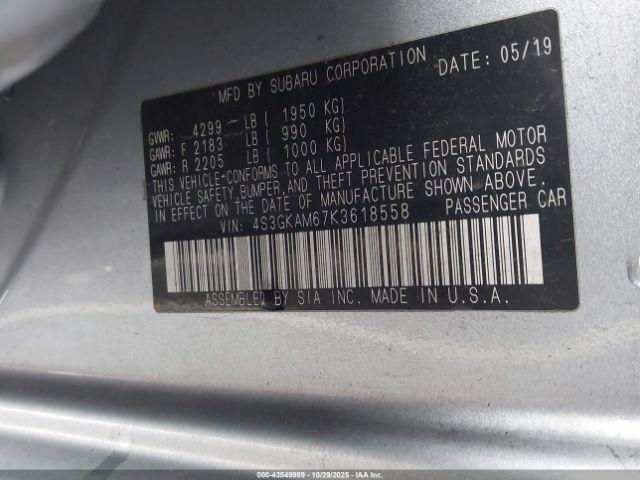 MFD BY SUBARU CORPORATION DATE: 05/19
GVWR: 4299 LB ( 1950 KG)
GAWR: F 2183 LB ( 990 KG)
GAWR: R 2205 LB ( 1000 KG)
THIS VEHICLE CONFORMS TO ALL APPLICABLE FEDERAL MOTOR
VEHICLE SAFETY, BUMPER, AND THEFT PREVENTION STANDARDS
IN EFFECT ON THE DATE OF MANUFACTURE SHOWN ABOVE.
VIN: 4S3GKAM67K3618558 PASSENGER CAR
ASSEMBLED BY SIA INC. MADE IN U.S.A.
00-43549989 | 10/29/2025 | © IAA, Inc.